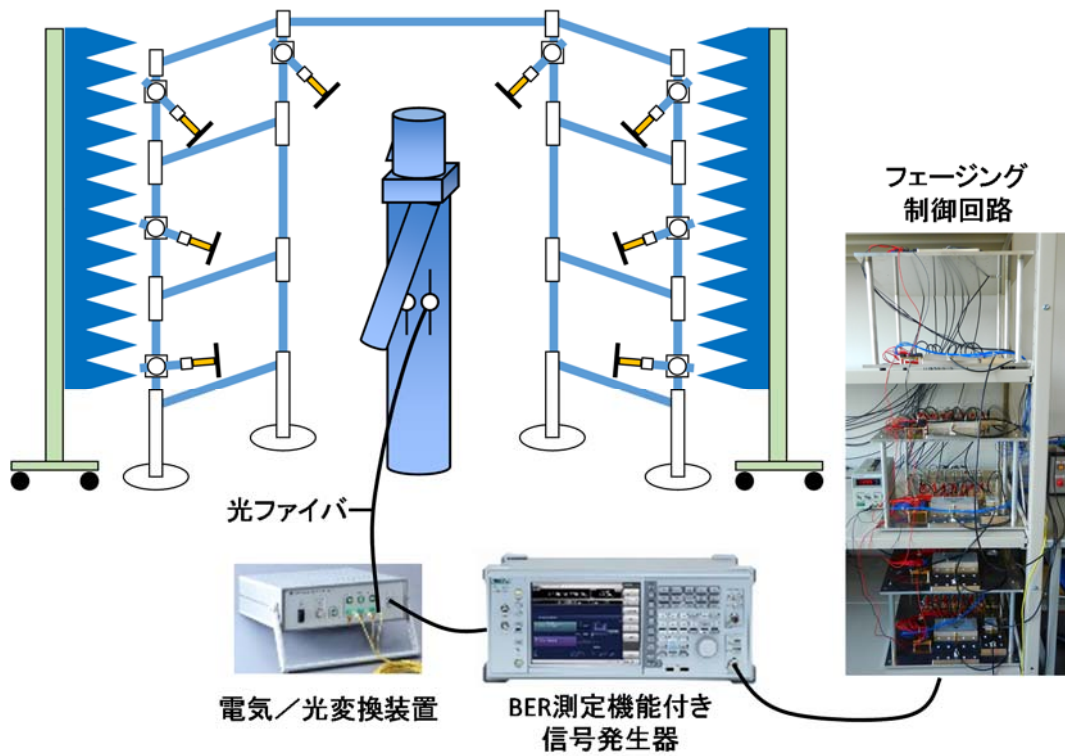 フェージング
制御回路
光ファイバ
電気／光変換装置
BER測定機能付き
信号発生器